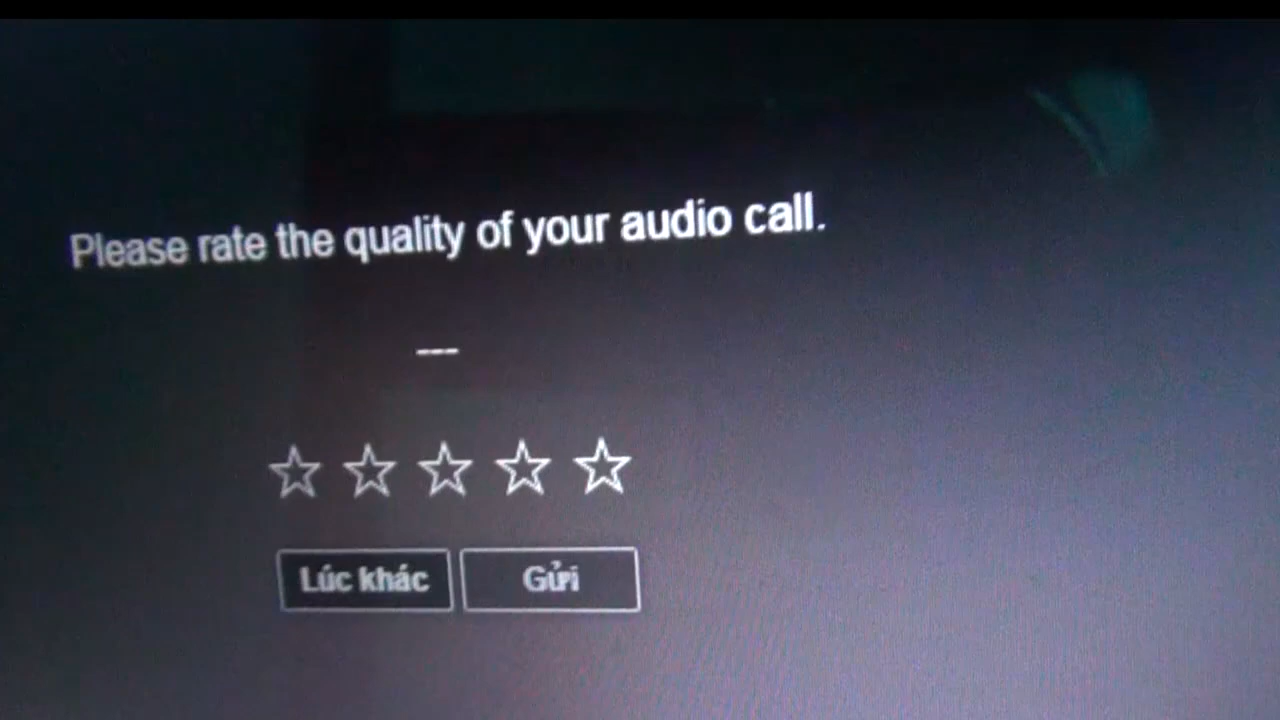 Please rate the quality of your audio call.
---
Lúc khác
Gửi